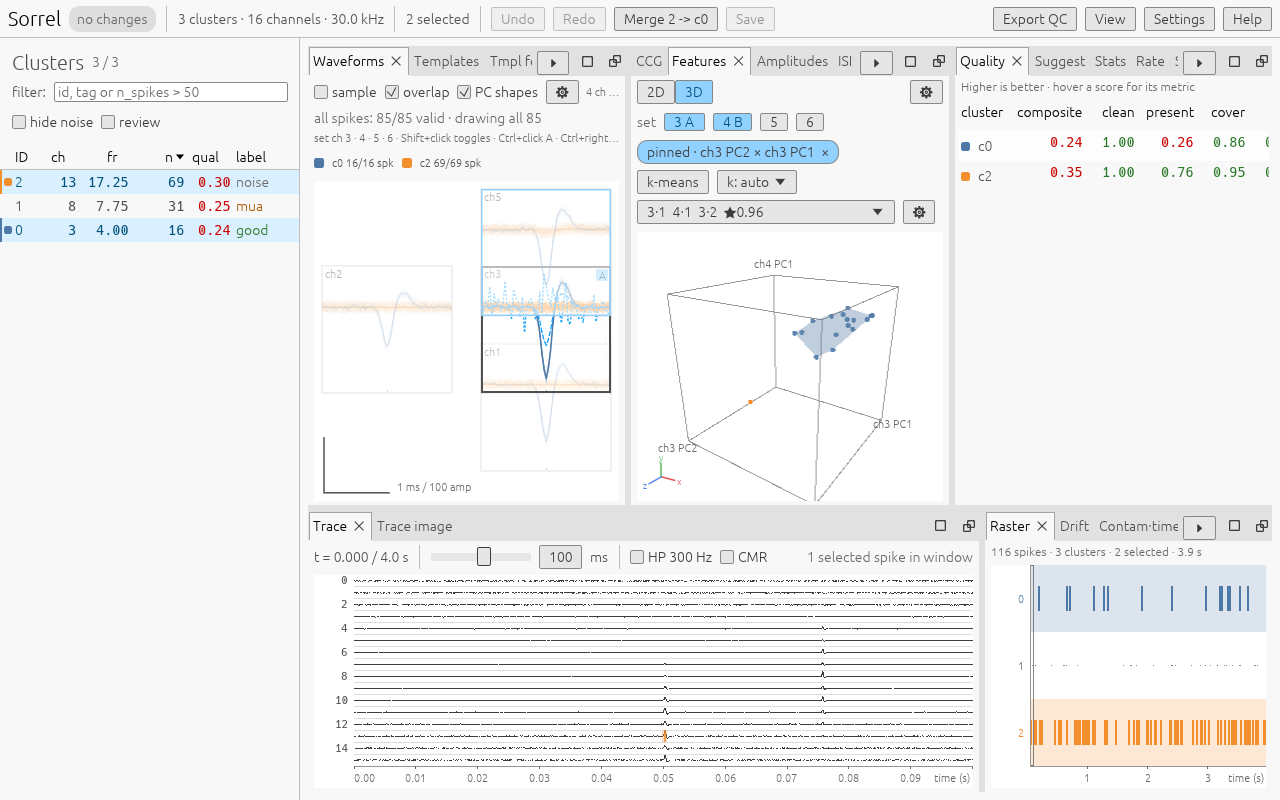 Sorrel no changes 3 clusters · 16 channels · 30.0 kHz 2 selected Undo Redo Merge 2 -> c0 Save Export QC View Settings Help
Clusters 3 / 3
filter: id, tag or n_spikes > 50
hide noise review
ID ch fr n qual label
2 13 17.25 69 0.30 noise
1 8 7.75 31 0.25 mua
0 3 4.00 16 0.24 good
Waveforms Templates Tmpl
sample overlap PC shapes 4 ch ...
all spikes: 85/85 valid · drawing all 85
set ch 3 · 4 · 5 · 6 · Shift+click toggles · Ctrl+click A · Ctrl+right...
c0 16/16 spk c2 69/69 spk
ch5
ch2 ch3 A
ch1
1 ms / 100 amp
CCG Features Amplitudes ISI
2D 3D
set 3 A 4 B 5 6
pinned · ch3 PC2 × ch3 PC1 ×
k-means k: auto
3·1 4·1 3·2 ★0.96
ch4 PC1
ch3 PC1
ch3 PC2
y
x
z
Quality Suggest Stats Rate
Higher is better · hover a score for its metric
cluster composite clean present cover
c0 0.24 1.00 0.26 0.86
c2 0.35 1.00 0.76 0.95
Trace Trace image
t = 0.000 / 4.0 s 100 ms HP 300 Hz CMR 1 selected spike in window
0
2
4
6
8
10
12
14
0.00 0.01 0.02 0.03 0.04 0.05 0.06 0.07 0.08 0.09 time (s)
Raster Drift Contam-time
116 spikes · 3 clusters · 2 selected · 3.9 s
0
1
2
1 2 3 time (s)